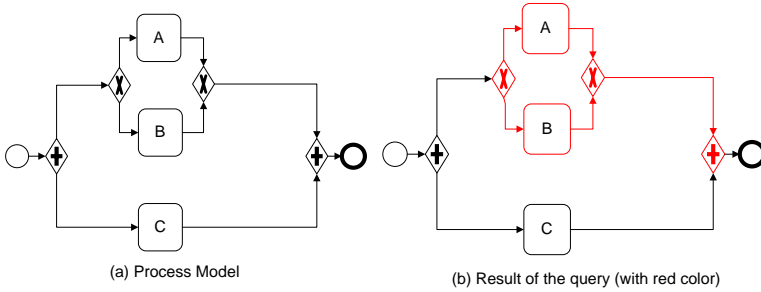 A
B
C
(a) Process Model
A
B
C
(b) Result of the query (with red color)